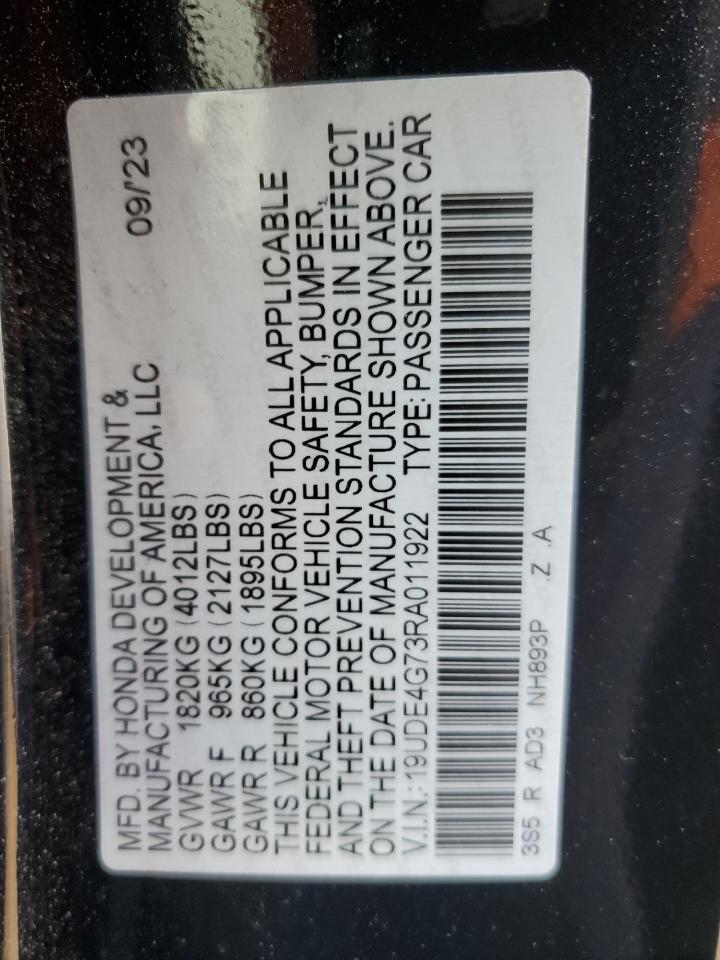 MFD. BY HONDA DEVELOPMENT &
MANUFACTURING OF AMERICA, LLC 09/'23
GVWR 1820KG (4012LBS)
GAWR F 965KG (2127LBS)
GAWR R 860KG (1895LBS)
THIS VEHICLE CONFORMS TO ALL APPLICABLE
FEDERAL MOTOR VEHICLE SAFETY, BUMPER,
AND THEFT PREVENTION STANDARDS IN EFFECT
ON THE DATE OF MANUFACTURE SHOWN ABOVE.
V.I.N.: 19UDE4G73RA011922 TYPE: PASSENGER CAR
3S5 R AD3 NH893P .Z .A